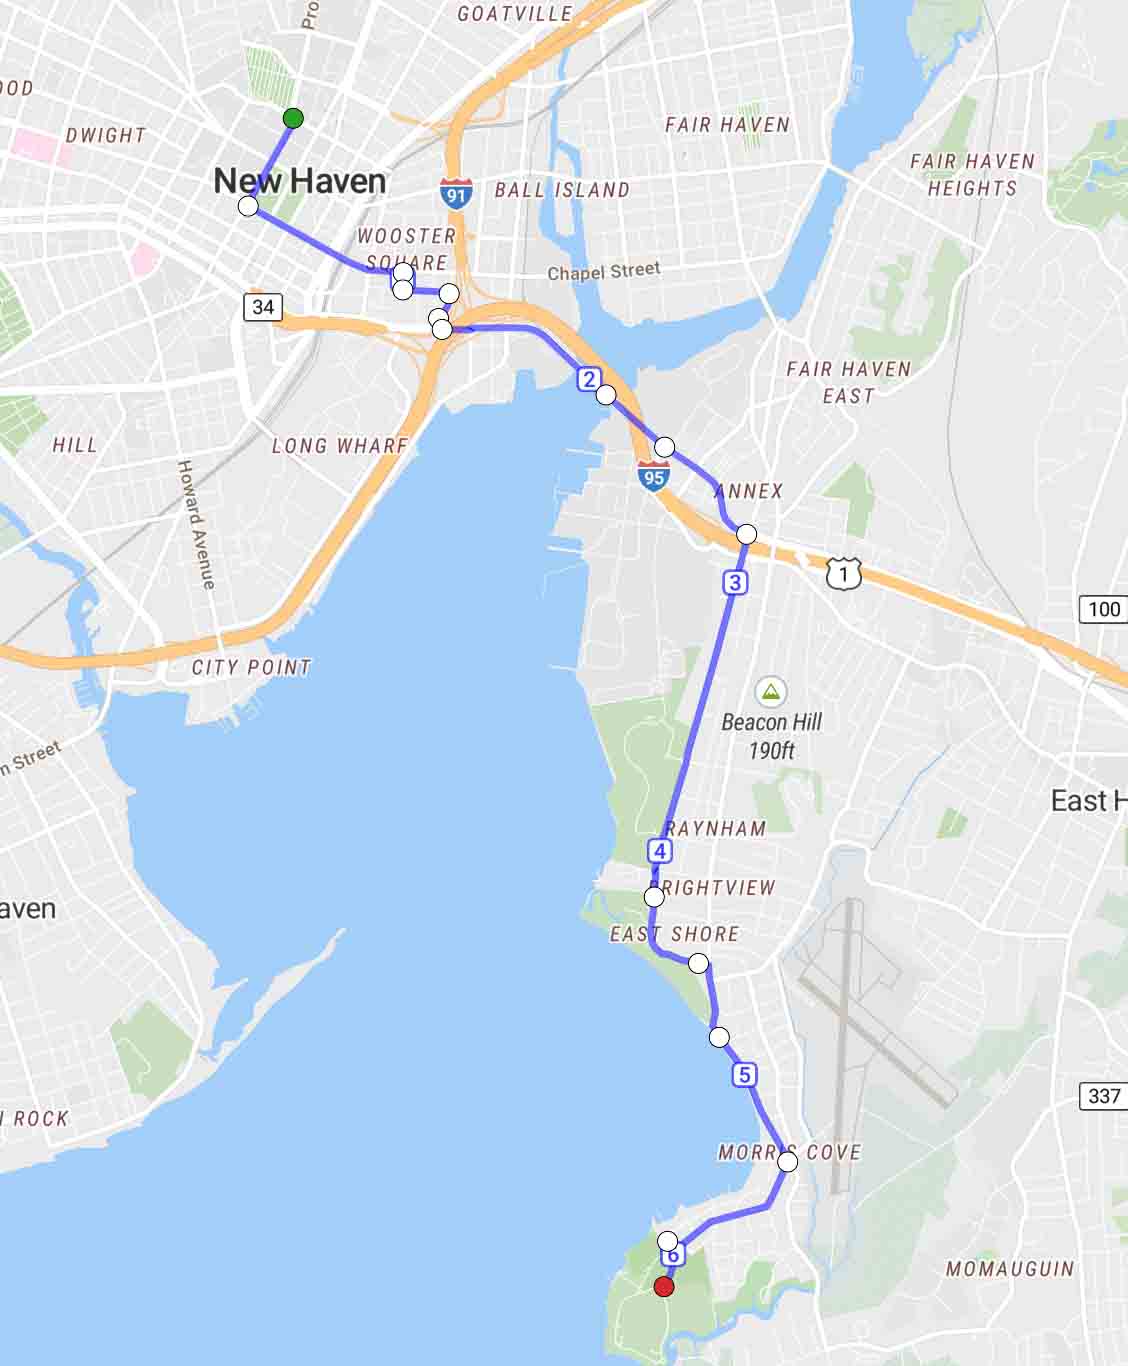 GOATVILLE
Pro
OOD
DWIGHT
FAIR HAVEN
FAIR HAVEN
HEIGHTS
New Haven
91
BALL ISLAND
WOOSTER
SQUARE
Chapel Street
34
2
FAIR HAVEN
EAST
HILL
LONG WHARF
95
ANNEX
Howard Avenue
3
1
100
CITY POINT
Beacon Hill
190ft
n Street
East H
RAYNHAM
4
BRIGHTVIEW
aven
EAST SHORE
5
337
ROCK
MORRIS COVE
6
MOMAUGUIN